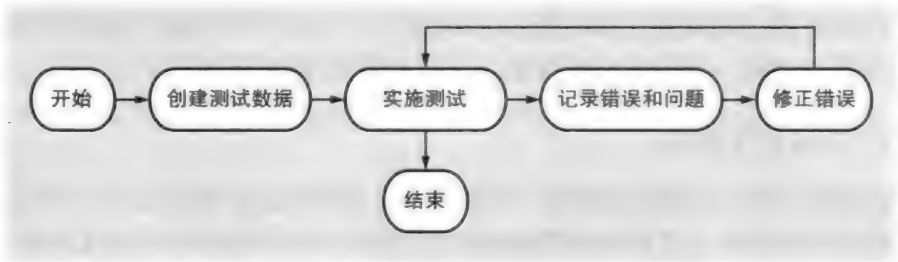 开始
创建测试数据
实施测试
记录错误和问题
修正错误
结束